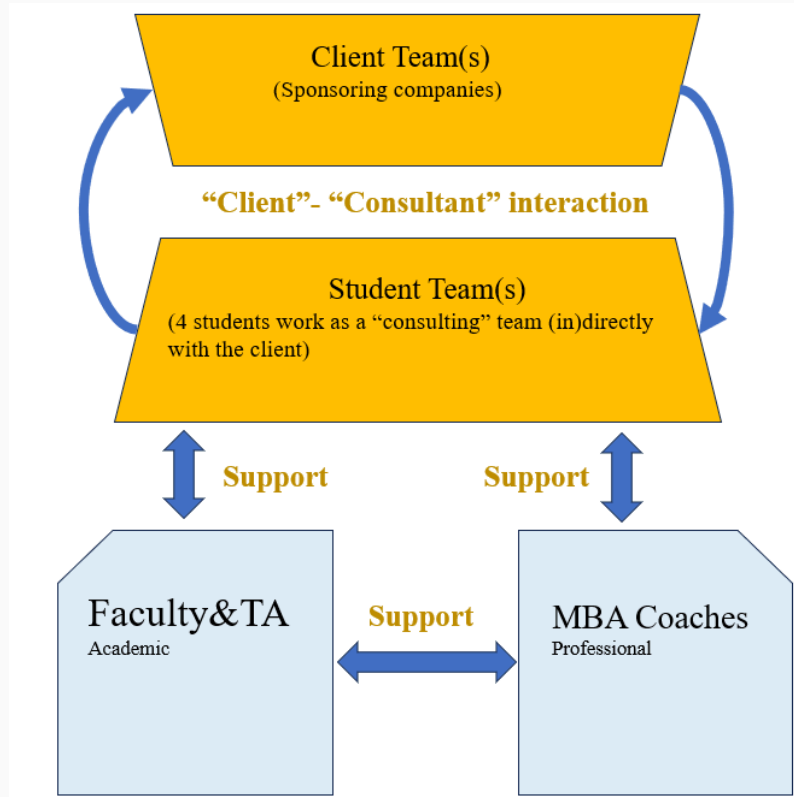 Client Team(s)
(Sponsoring companies)
“Client”- “Consultant” interaction
Student Team(s)
(4 students work as a “consulting” team (in)directly
with the client)
Support
Support
Faculty&TA
Academic
Support
MBA Coaches
Professional